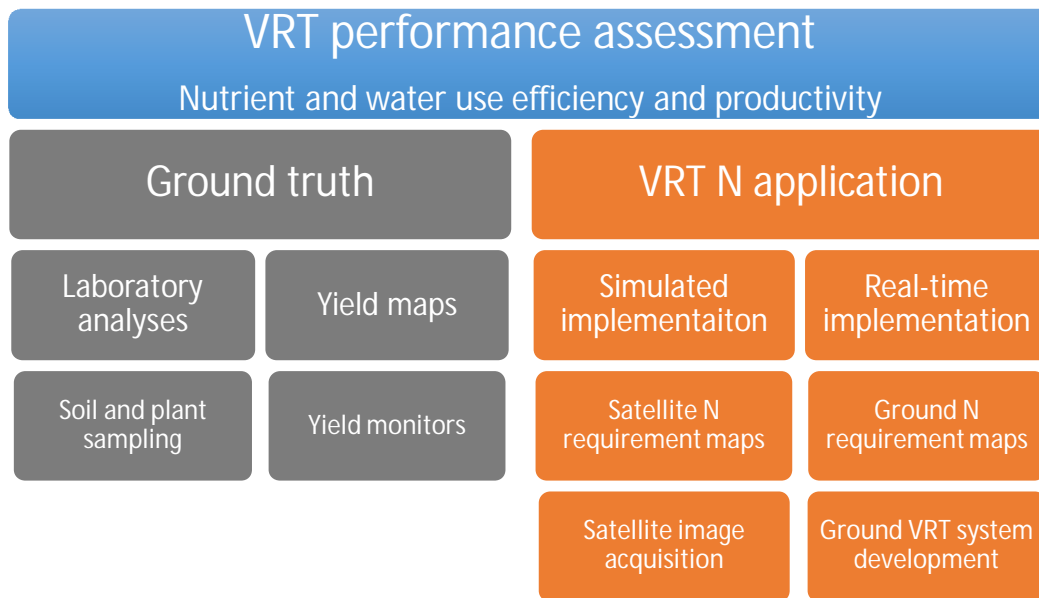 VRT performance assessment
Nutrient and water use efficiency and productivity
Ground truth
VRT N application
Laboratory
analyses
Yield maps
Simulated
implementaiton
Real-time
implementation
Soil and plant
sampling
Yield monitors
Satellite N
requirement maps
Ground N
requirement maps
Satellite image
acquisition
Ground VRT system
development